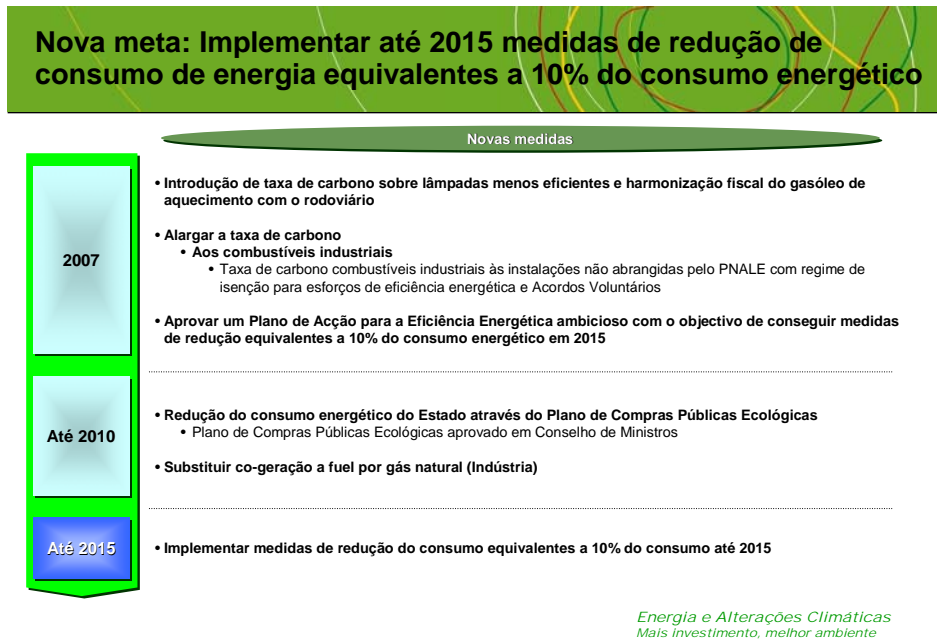 Nova meta: Implementar até 2015 medidas de redução de
consumo de energia equivalentes a 10% do consumo energético
Novas medidas
2007
• Introdução de taxa de carbono sobre lâmpadas menos eficientes e harmonização fiscal do gasóleo de
aquecimento com o rodoviário
• Alargar a taxa de carbono
• Aos combustíveis industriais
• Taxa de carbono combustíveis industriais às instalações não abrangidas pelo PNALE com regime de
isenção para esforços de eficiência energética e Acordos Voluntários
• Aprovar um Plano de Acção para a Eficiência Energética ambicioso com o objectivo de conseguir medidas
de redução equivalentes a 10% do consumo energético em 2015
Até 2010
• Redução do consumo energético do Estado através do Plano de Compras Públicas Ecológicas
• Plano de Compras Públicas Ecológicas aprovado em Conselho de Ministros
• Substituir co-geração a fuel por gás natural (Indústria)
Até 2015
• Implementar medidas de redução do consumo equivalentes a 10% do consumo até 2015
Energia e Alterações Climáticas
Mais investimento, melhor ambiente